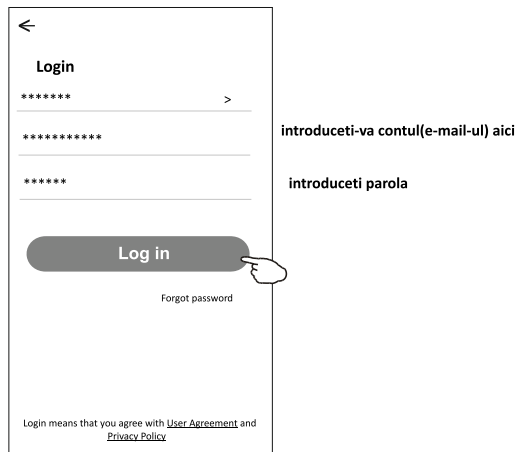 Login
******* >
***********
introduceti-va contul(e-mail-ul) aici
******
introduceti parola
Log in
Forgot password
Login means that you agree with User Agreement and
Privacy Policy